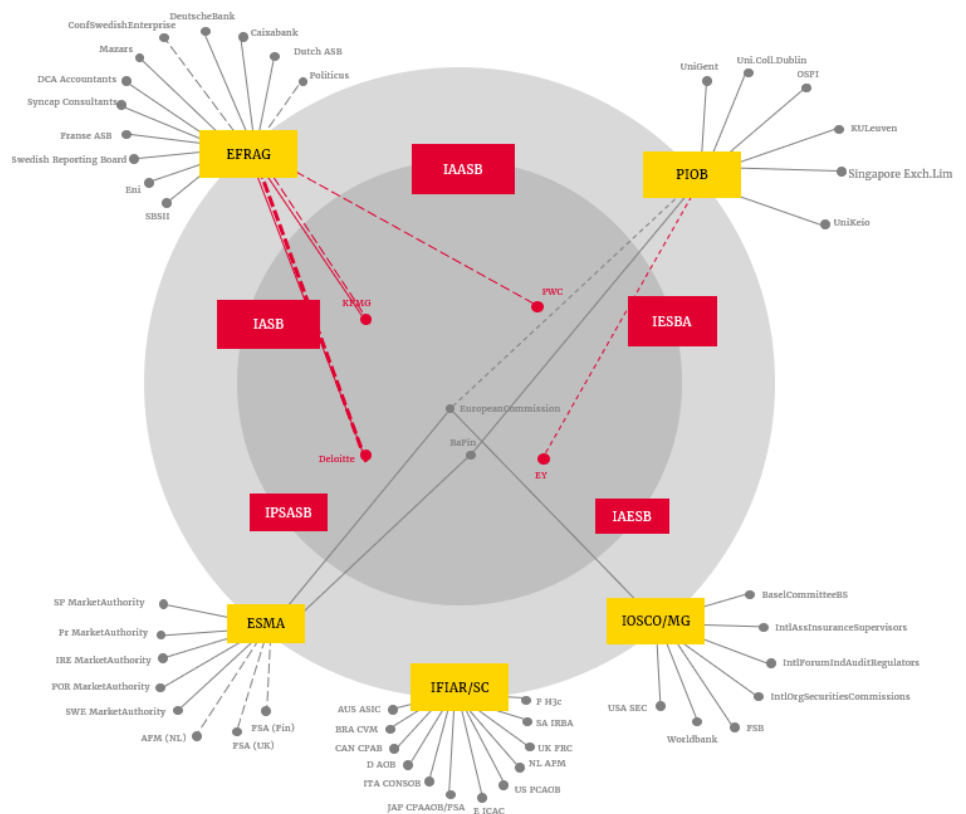 DeutscheBank
ConfSwedishEnterprise
Caixabank
Mazars
Dutch ASB
DCA Accountants
Politicus
Syncap Consultants
Franse ASB
EFRAG
Swedish Reporting Board
Eni
SBSII
IAASB
UniGent
Uni.Coll.Dublin
OSPI
KULeuven
PIOB
Singapore Exch.Lim
UniKeio
KPMG
PWC
IASB
IESBA
EuropeanCommission
BaFin
Deloitte
EY
IPSASB
IAESB
SP MarketAuthority
ESMA
Fr MarketAuthority
IRE MarketAuthority
POR MarketAuthority
SWE MarketAuthority
AFM (NL)
FSA (UK)
FSA (Fin)
IOSCO/MG
BaselCommitteeBS
IntlAssInsuranceSupervisors
IntlForumIndAuditRegulators
IntlOrgSecuritiesCommissions
USA SEC
Worldbank
FSB
IFIAR/SC
AUS ASIC
BRA CVM
CAN CPAB
D AOB
ITA CONSOB
JAP CPAAOB/FSA
E ICAC
US PCAOB
NL AFM
UK FRC
SA IRBA
F H3c